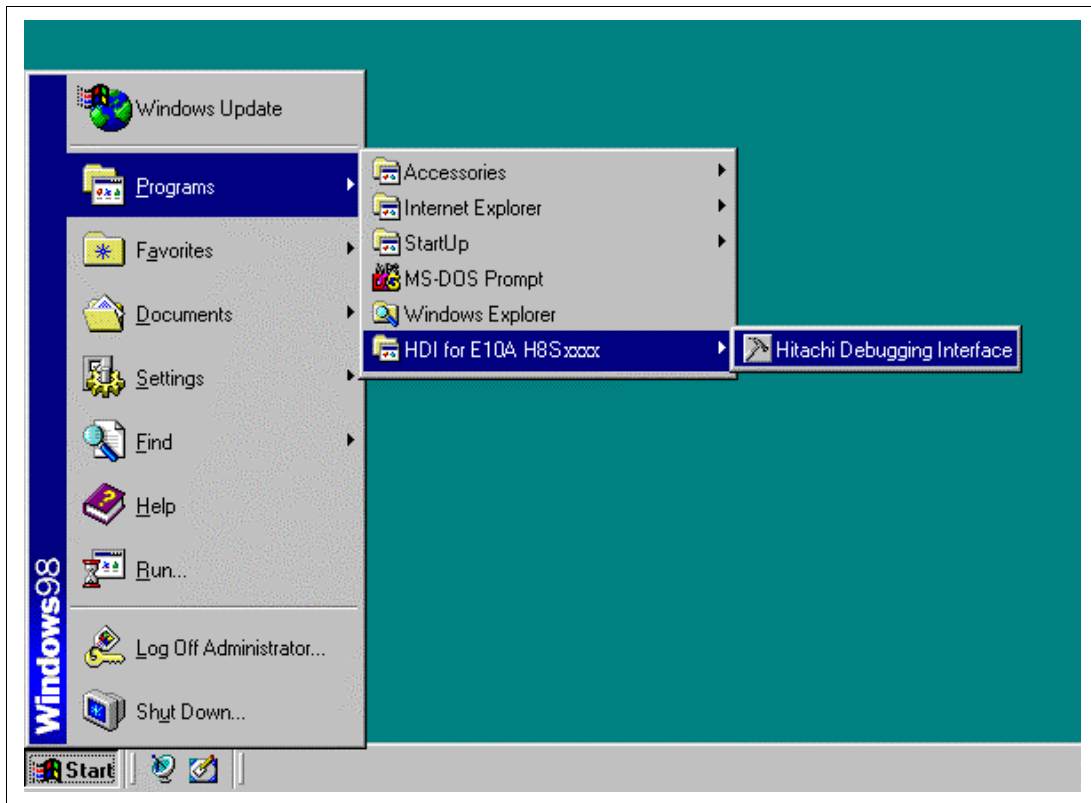 Windows Update
Programs
Favorites
Documents
Settings
Find
Help
Run...
Log Off Administrator...
Shut Down...
Windows98
Accessories
Internet Explorer
StartUp
MS-DOS Prompt
Windows Explorer
HDI for E10A H8Sxxxx
Hitachi Debugging Interface
Start